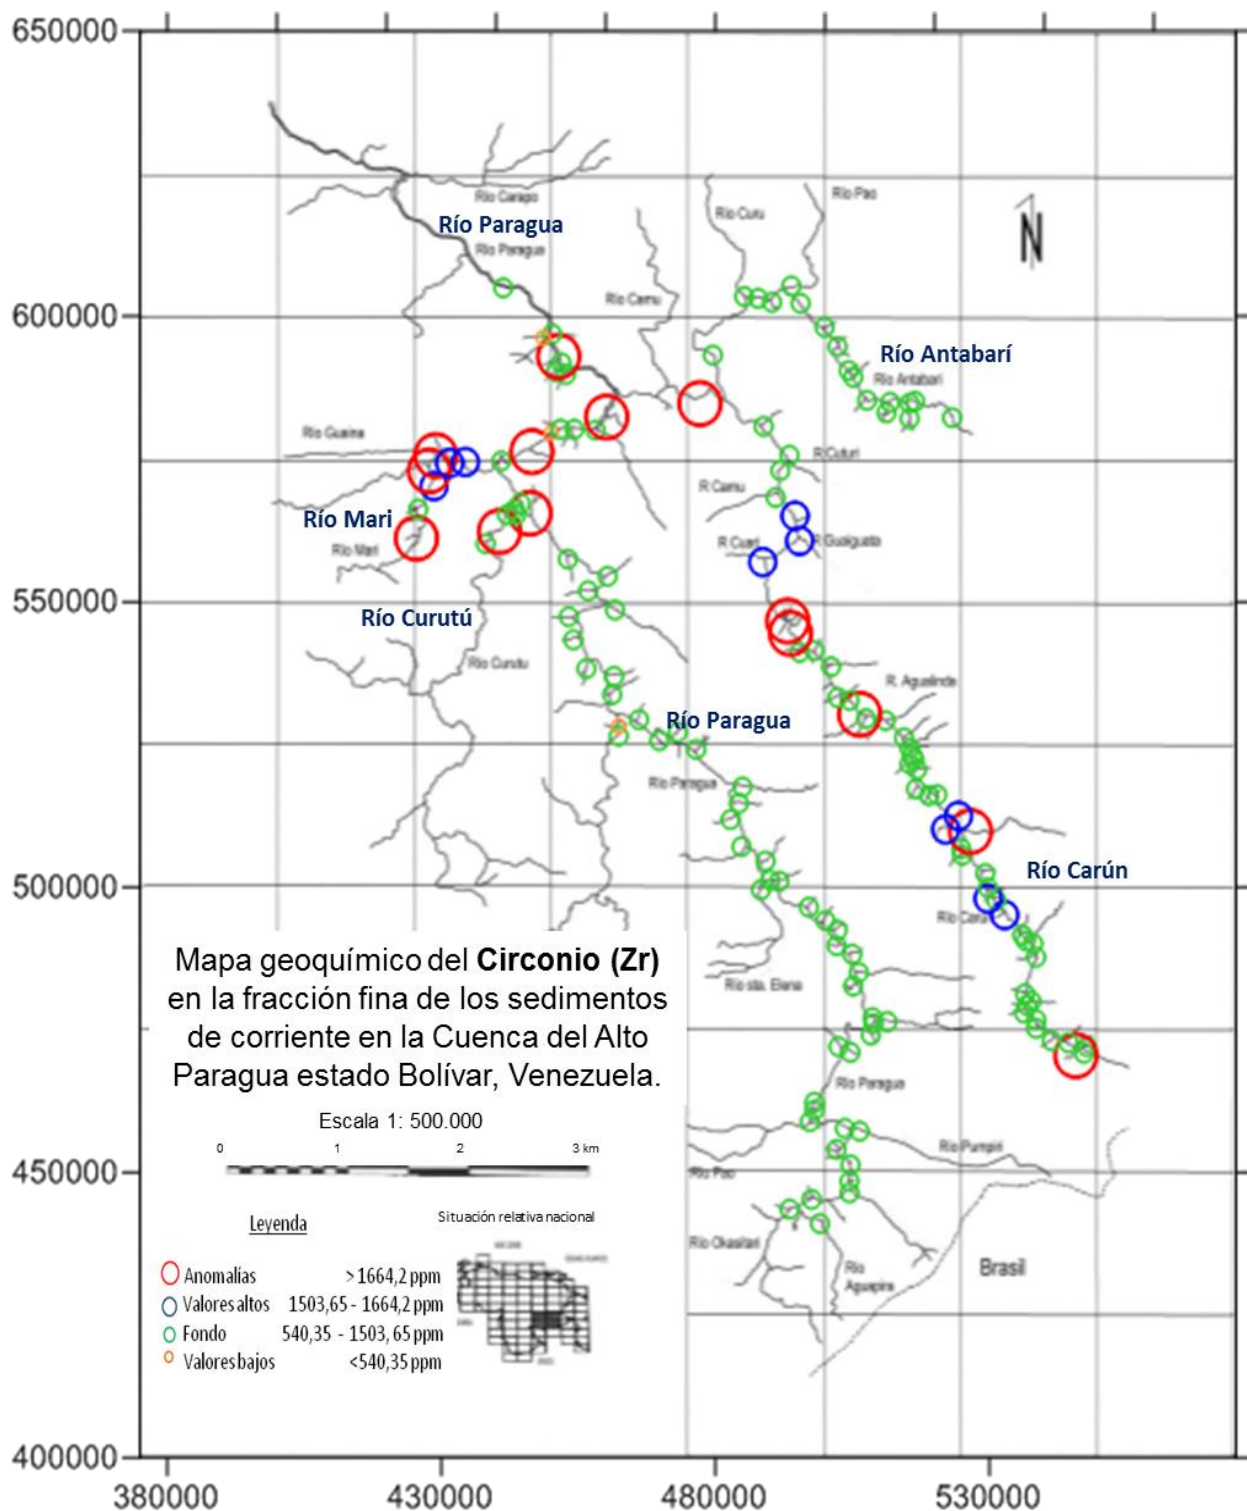 650000
Río Carapo
Río Paragua
Río Paragua
Río Curu
Río Pao
N
Río Camu
600000
Río Antabarí
Río Antabari
Río Guaina
R.Cuturi
R.Camu
Río Mari
Río Mari
R.Cuari
R.Guaiguata
550000
Río Curutú
Río Curutu
R. Agualinda
Río Paragua
Río Paragua
Río Carún
500000
Río Carun
Río sta. Elena
Mapa geoquímico del Circonio (Zr)
en la fracción fina de los sedimentos
de corriente en la Cuenca del Alto
Paragua estado Bolívar, Venezuela.
Escala 1: 500.000
0 1 2 3 km
Río Paragua
Río Pumpiri
450000
Río Pao
Leyenda
Situación relativa nacional
Río Okasitari
Río
Aguapira
Brasil
Anomalías >1664,2 ppm
Valores altos 1503,65 - 1664,2 ppm
Fondo 540,35 - 1503, 65 ppm
Valores bajos <540,35 ppm
400000
380000 430000 480000 530000